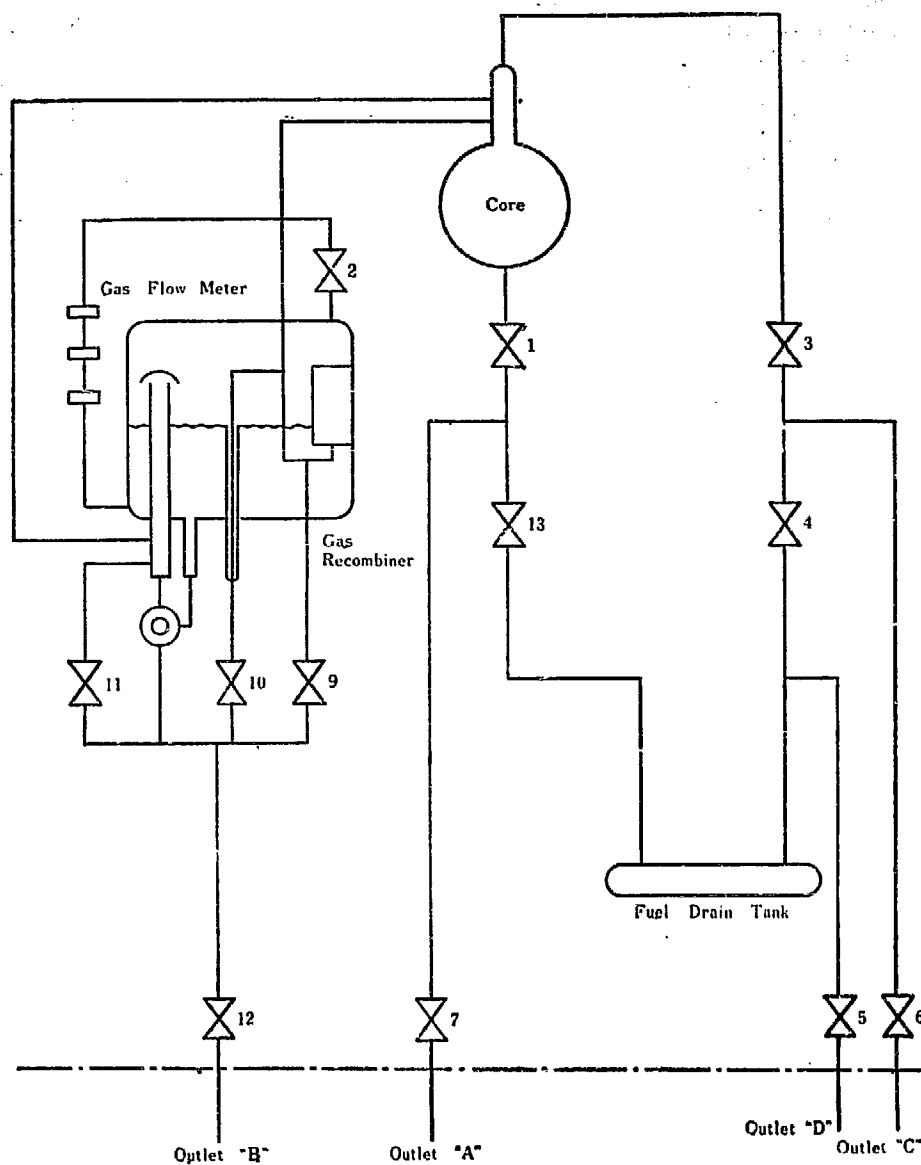 Core
2
Gas Flow Meter
1
3
13
4
Gas
Recombiner
11
10
9
Fuel Drain Tank
12
7
5
6
Outlet "B"
Outlet "A"
Outlet "D"
Outlet "C"